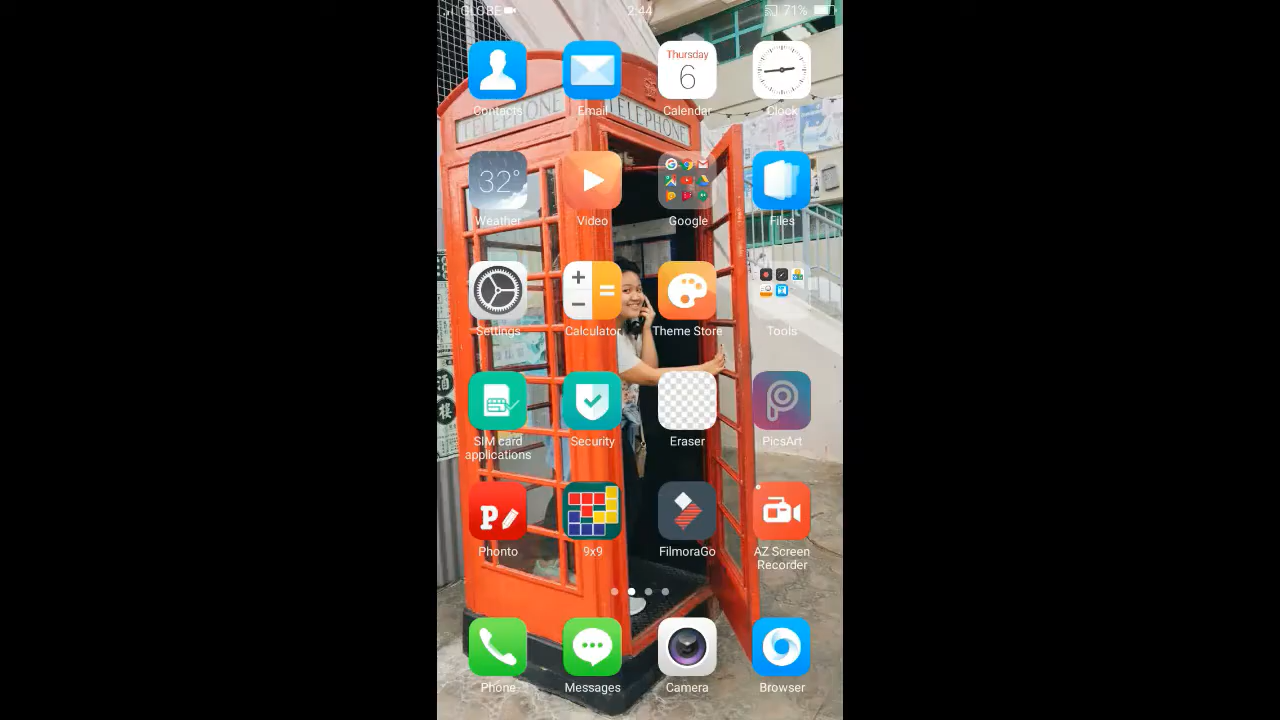 GLOBE 2:44 71%
TELEPHONE TELEPHONE
Thursday
6
Contacts Email Calendar Clock
32°
Weather Video Google Files
Settings Calculator Theme Store Tools
酒
樓
SIM card
applications Security Eraser PicsArt
P
Phonto 9x9 FilmoraGo AZ Screen
Recorder
Phone Messages Camera Browser